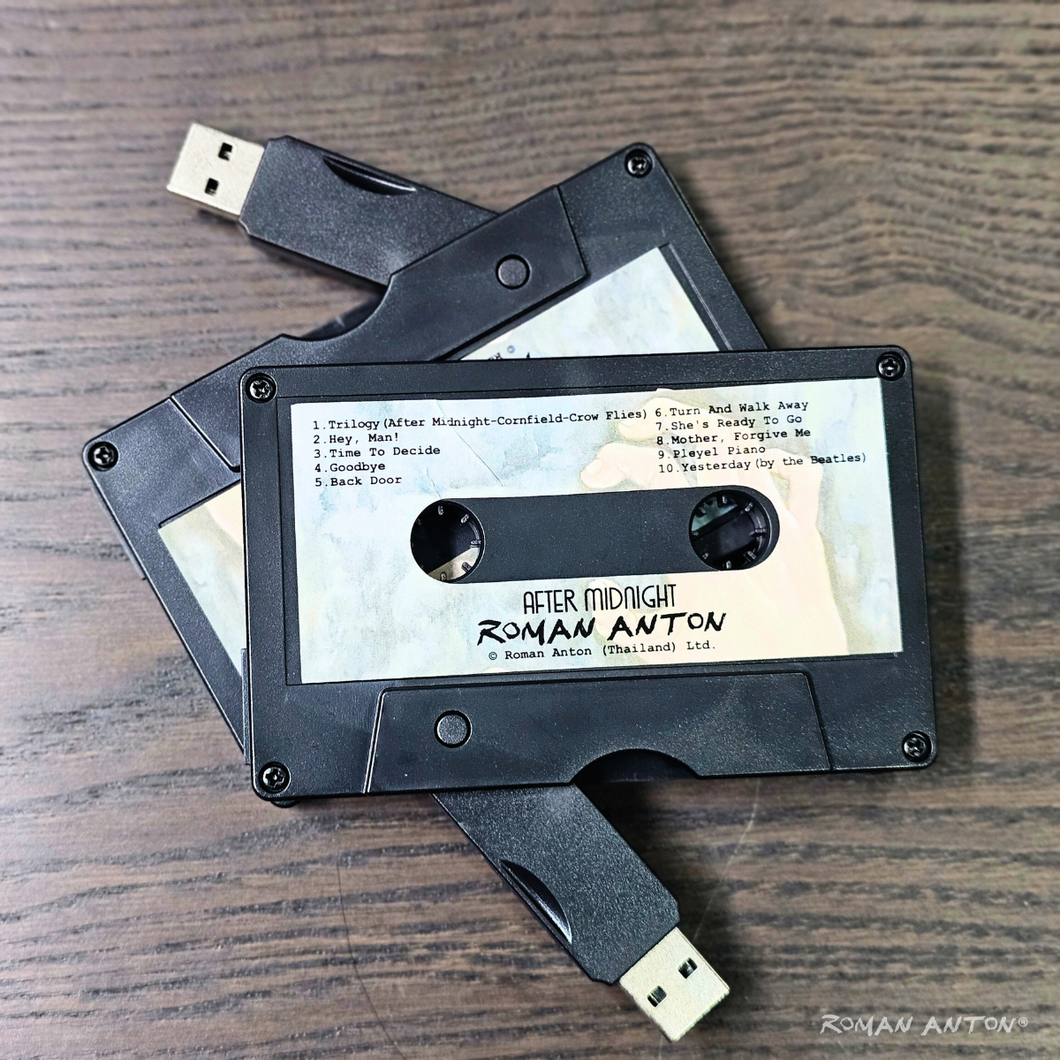 1.Trilogy(After Midnight-Cornfield-Crow Flies)
2.Hey, Man!
3.Time To Decide
4.Goodbye
5.Back Door
6.Turn And Walk Away
7.She's Ready To Go
8.Mother, Forgive Me
9.Pleyel Piano
10.Yesterday(by the Beatles)
AFTER MIDNIGHT
ROMAN ANTON
© Roman Anton (Thailand) Ltd.
ROMAN ANTON®